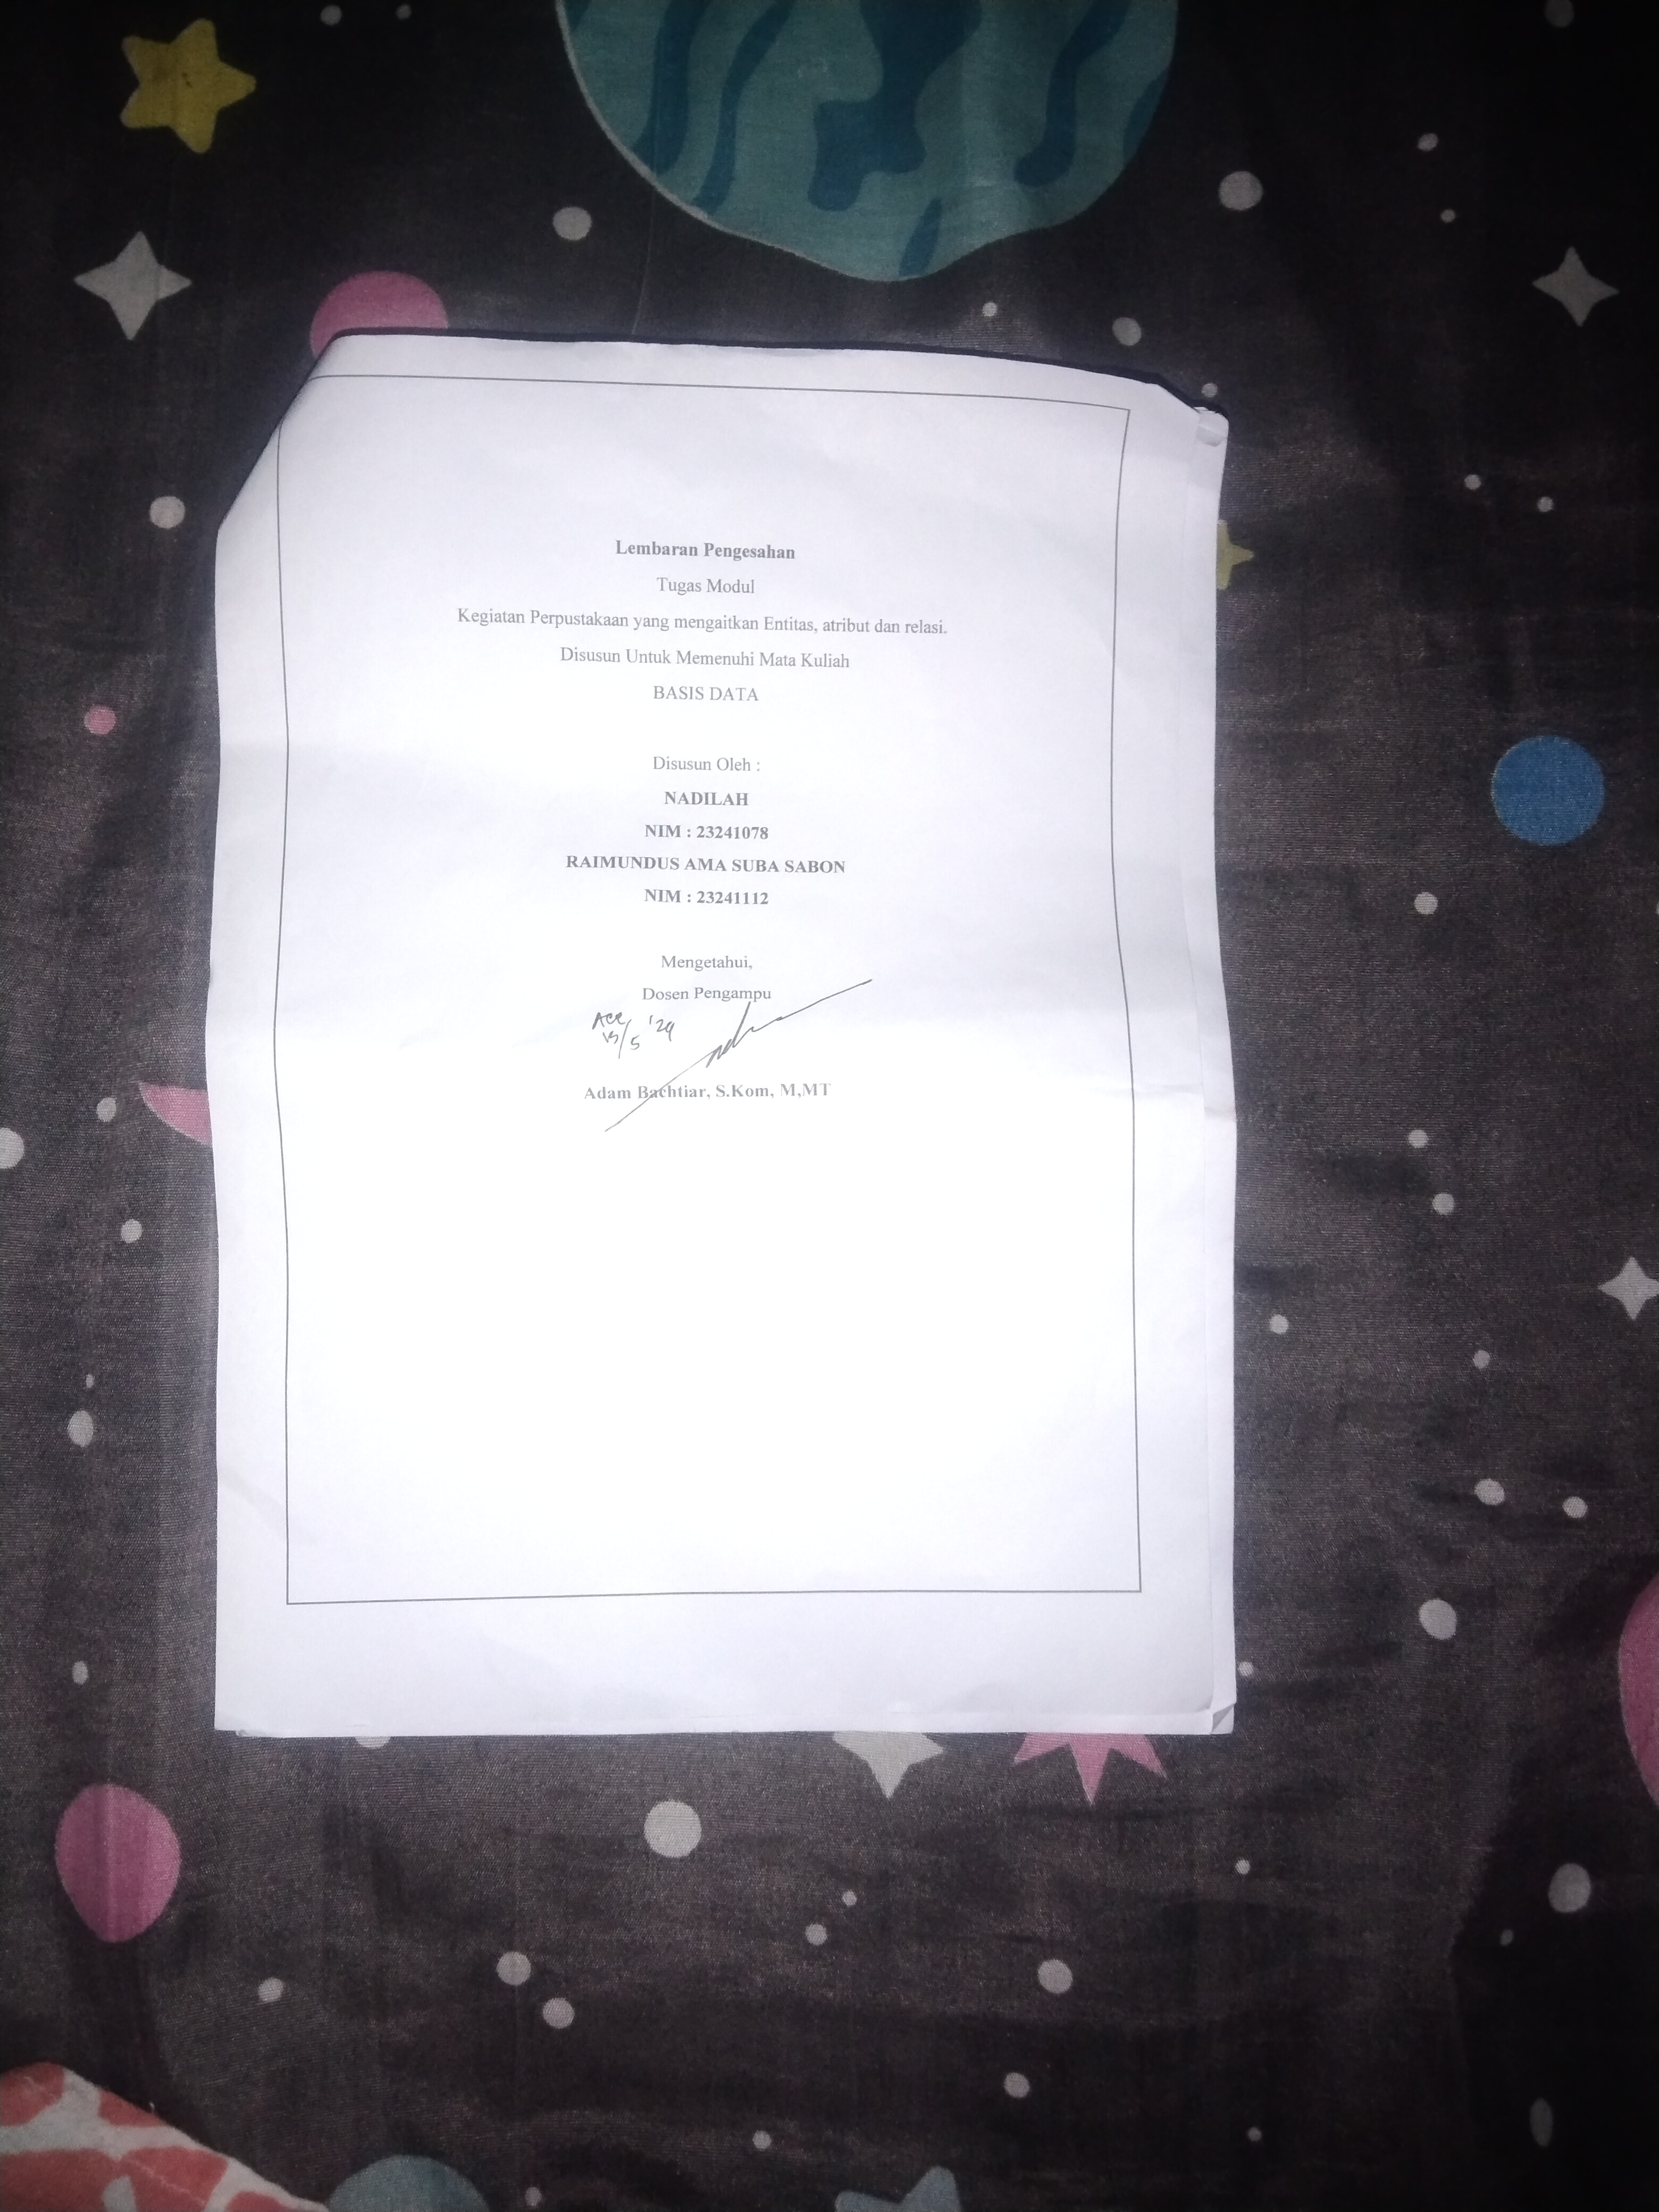 Lembaran Pengesahan
Tugas Modul
Kegiatan Perpustakaan yang mengaitkan Entitas, atribut dan relasi.
Disusun Untuk Memenuhi Mata Kuliah
BASIS DATA
Disusun Oleh :
NADILAH
NIM : 23241078
RAIMUNDUS AMA SUBA SABON
NIM : 23241112
Mengetahui,
Dosen Pengampu
Acc
/5 '24
Adam Bachtiar, S.Kom, M,MT